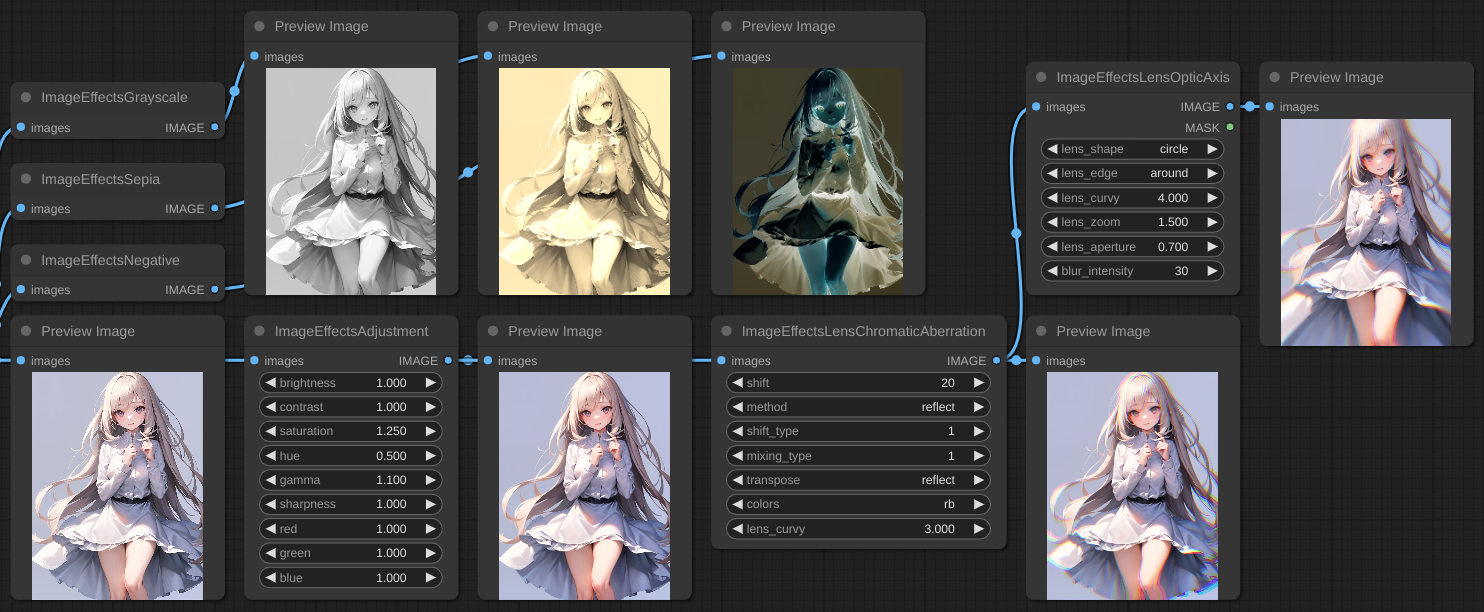 Preview Image
images
Preview Image
images
Preview Image
images
ImageEffectsGrayscale
images IMAGE
ImageEffectsSepia
images IMAGE
ImageEffectsNegative
images IMAGE
ImageEffectsLensOpticAxis
images IMAGE
MASK
lens_shape circle
lens_edge around
lens_curvy 4.000
lens_zoom 1.500
lens_aperture 0.700
blur_intensity 30
Preview Image
images
Preview Image
images
ImageEffectsAdjustment
images IMAGE
brightness 1.000
contrast 1.000
saturation 1.250
hue 0.500
gamma 1.100
sharpness 1.000
red 1.000
green 1.000
blue 1.000
Preview Image
images
ImageEffectsLensChromaticAberration
images IMAGE
shift 20
method reflect
shift_type 1
mixing_type 1
transpose reflect
colors rb
lens_curvy 3.000
Preview Image
images